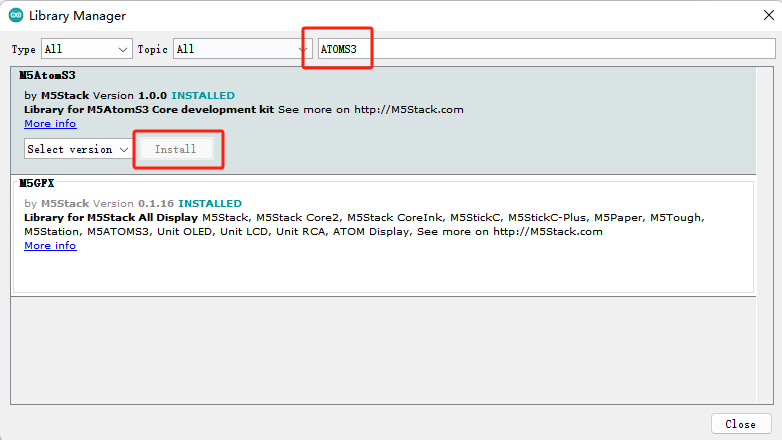 Library Manager
Type All Topic All ATOMS3
M5AtomS3
by M5Stack Version 1.0.0 INSTALLED
Library for M5AtomS3 Core development kit See more on http://M5Stack.com
More info
Select version Install
M5GFX
by M5Stack Version 0.1.16 INSTALLED
Library for M5Stack All Display M5Stack, M5Stack Core2, M5Stack CoreInk, M5StickC, M5StickC-Plus, M5Paper, M5Tough,
M5Station, M5ATOMS3, Unit OLED, Unit LCD, Unit RCA, ATOM Display, See more on http://M5Stack.com
More info
Close